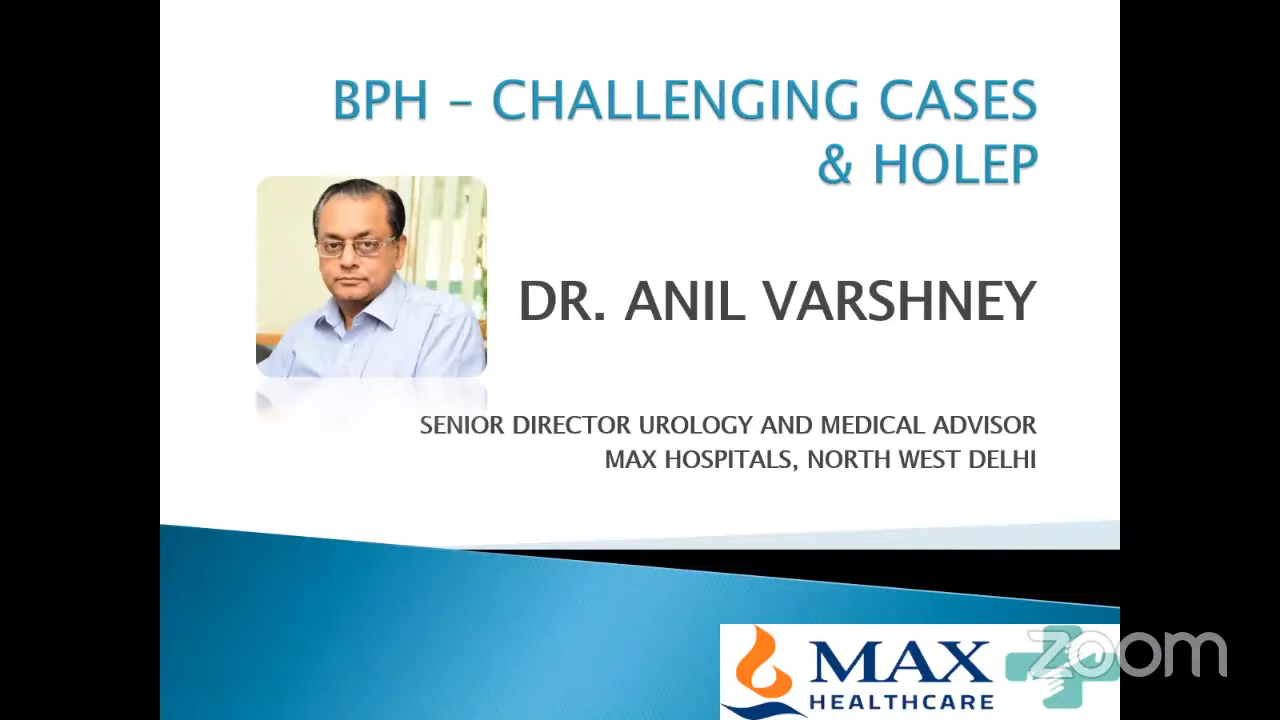 BPH – CHALLENGING CASES
& HOLEP
DR. ANIL VARSHNEY
SENIOR DIRECTOR UROLOGY AND MEDICAL ADVISOR
MAX HOSPITALS, NORTH WEST DELHI
MAX
HEALTHCARE
zoom